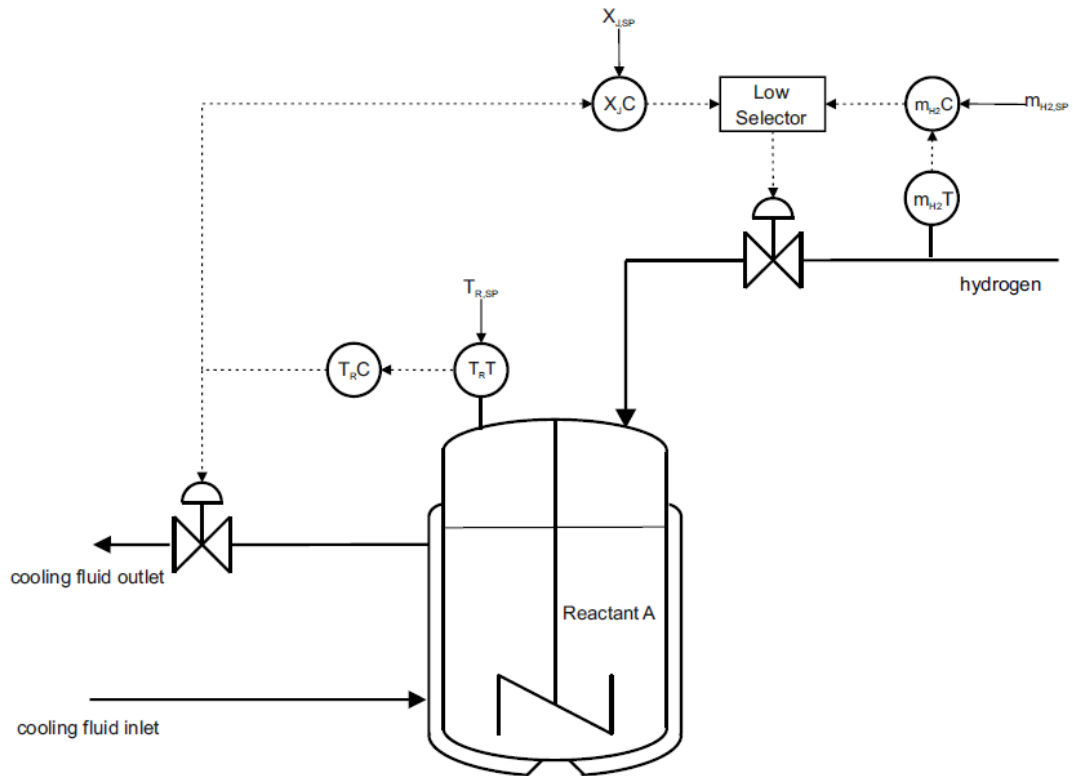 X_J,SP
X_JC
Low
Selector
m_H2C
m_H2,SP
m_H2T
hydrogen
T_R,SP
T_RC
T_RT
cooling fluid outlet
Reactant A
cooling fluid inlet